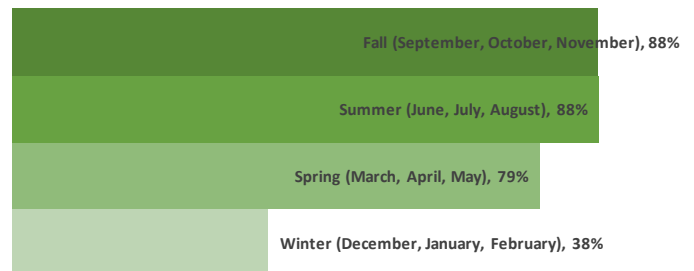 Fall (September, October, November), 88%
Summer (June, July, August), 88%
Spring (March, April, May), 79%
Winter (December, January, February), 38%